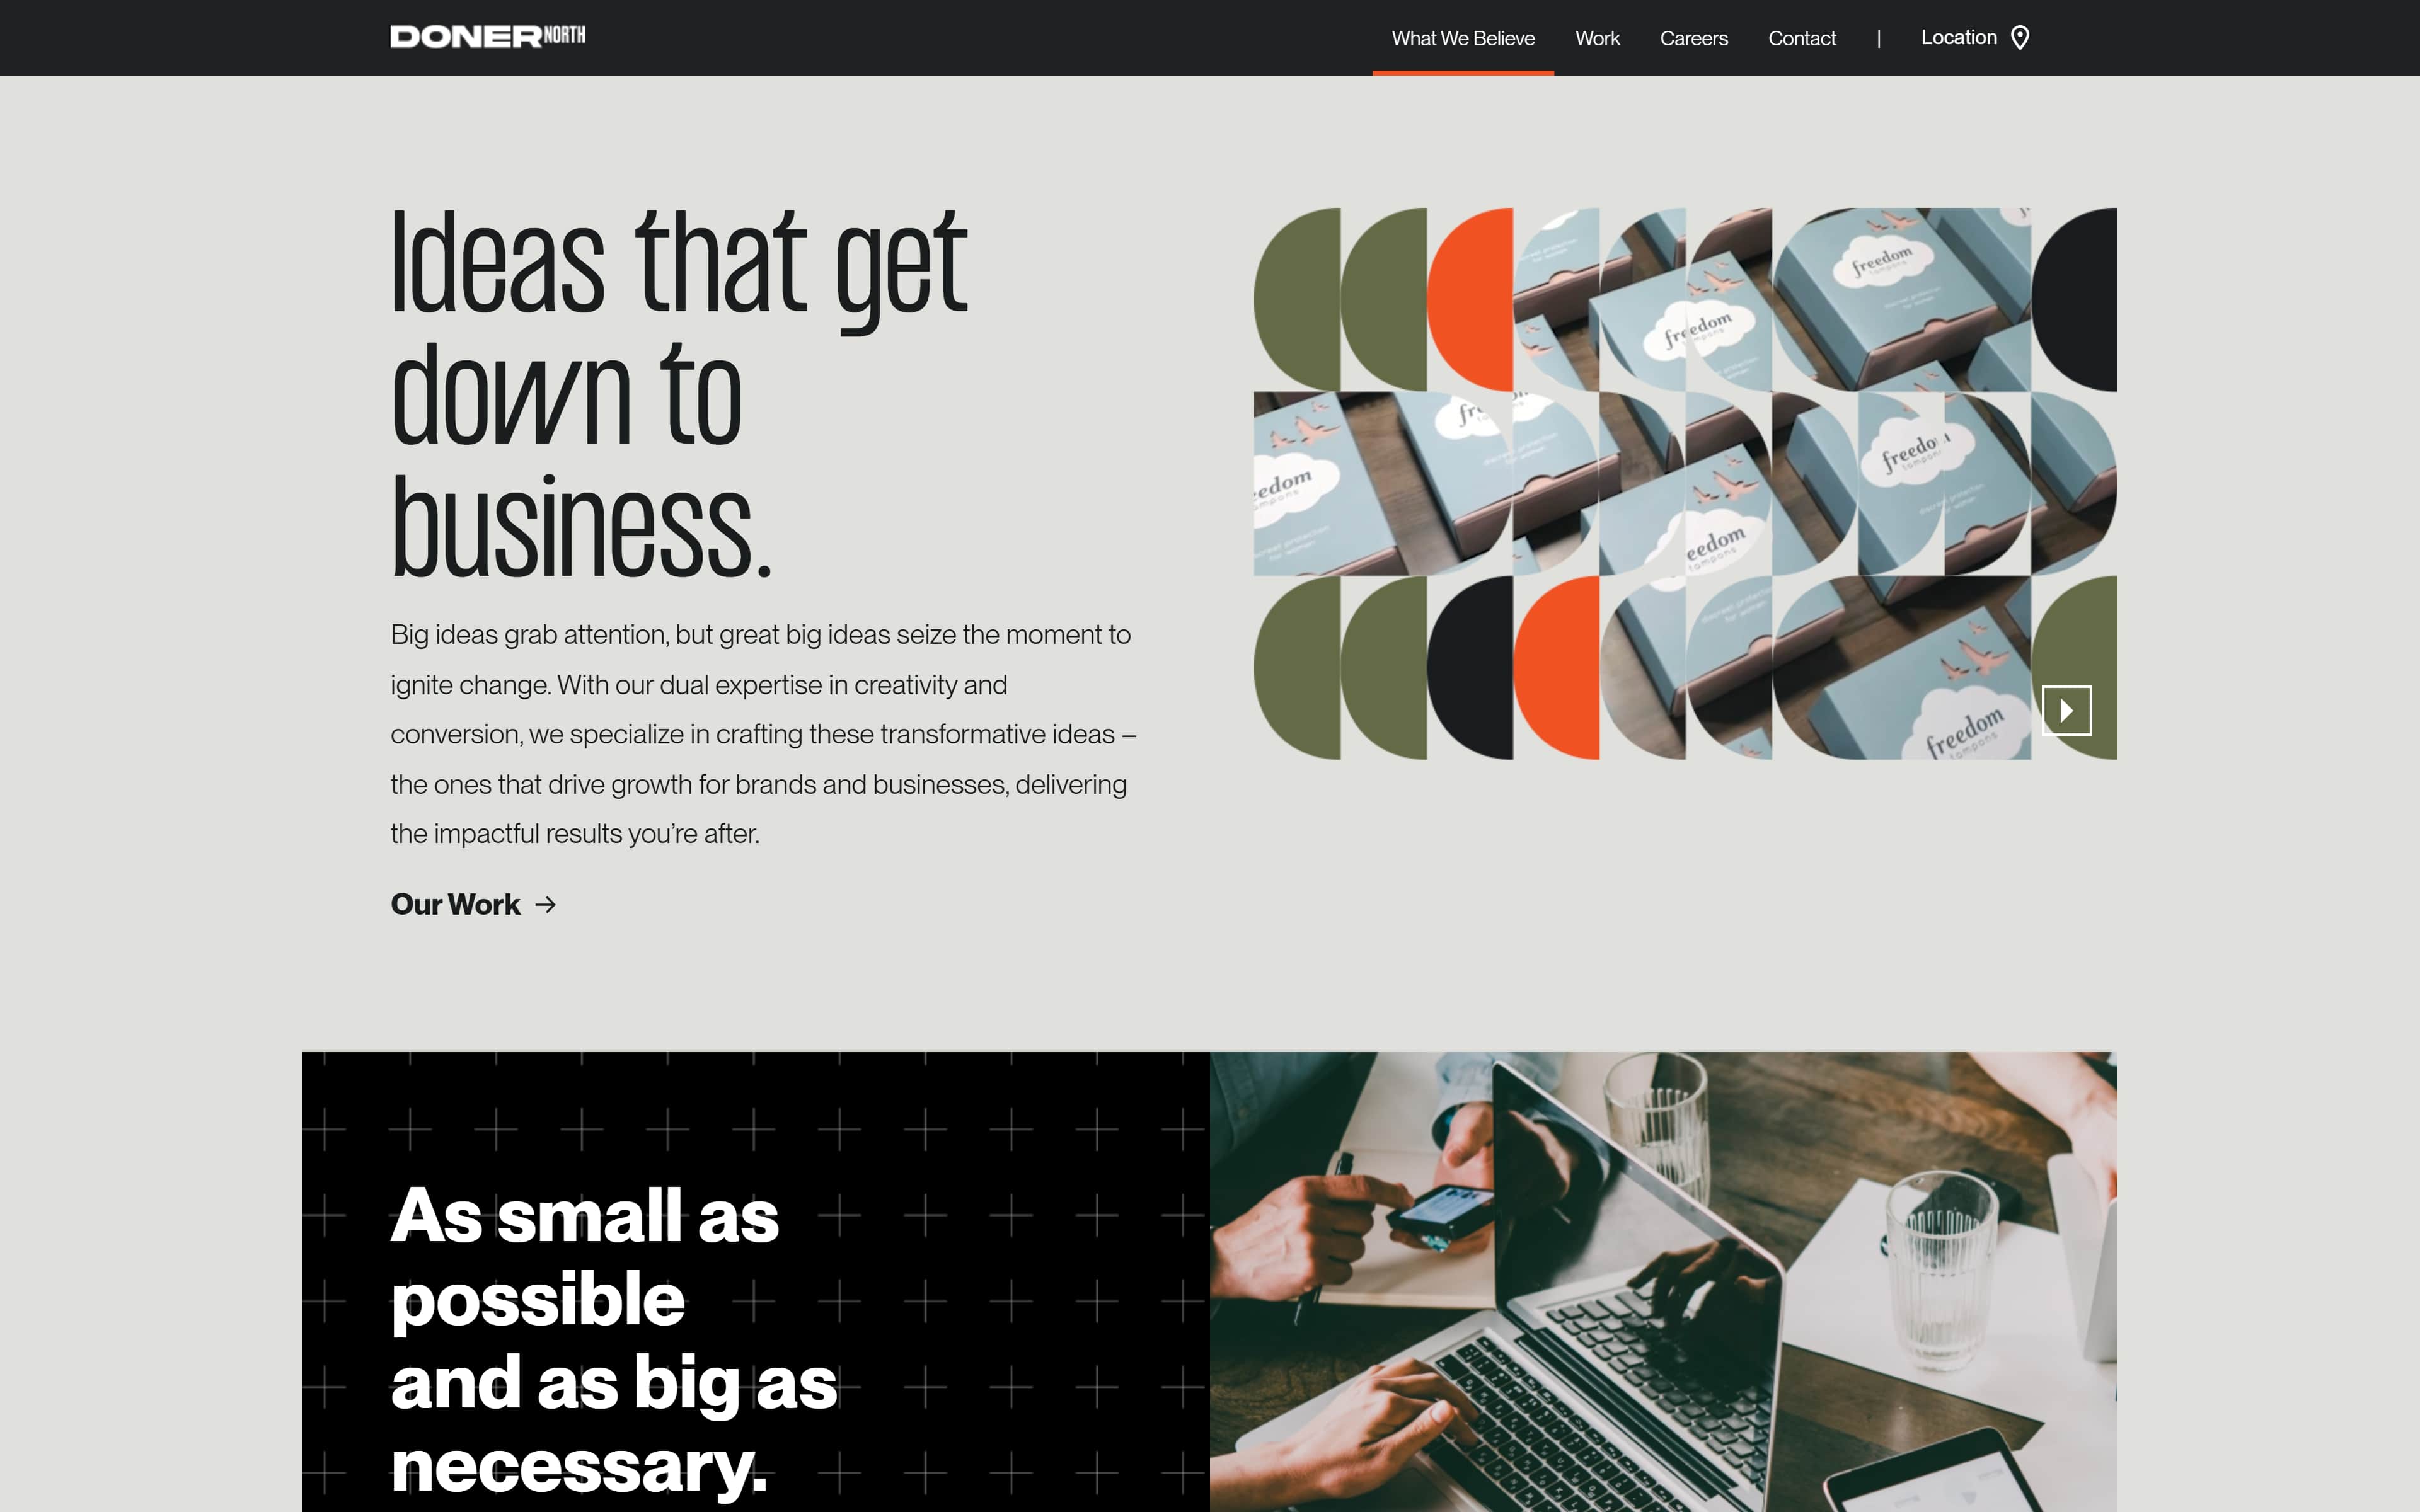 DONER NORTH
What We Believe Work Careers Contact | Location
Ideas that get
down to
business.
Big ideas grab attention, but great big ideas seize the moment to
ignite change. With our dual expertise in creativity and
conversion, we specialize in crafting these transformative ideas –
the ones that drive growth for brands and businesses, delivering
the impactful results you’re after.
Our Work
freedom
tampons
freedom
tampons
freedom
tampons
eedom
tampons
freedom
As small as
possible
and as big as
necessary.